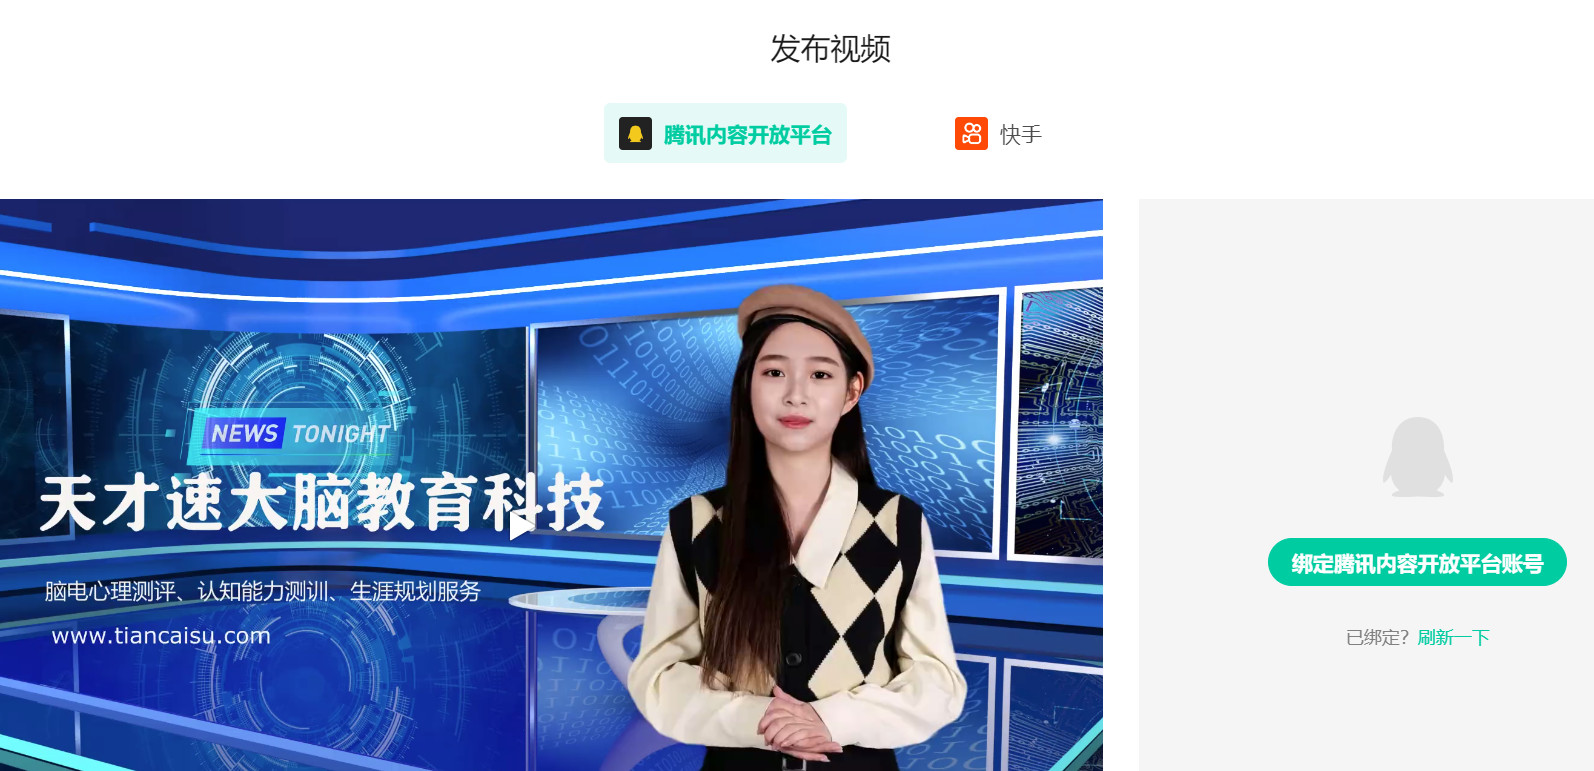 发布视频
腾讯内容开放平台
快手
NEWS TONIGHT
天才速大脑教育科技
脑电心理测评、认知能力测训、生涯规划服务
www.tiancaisu.com
绑定腾讯内容开放平台账号
已绑定？刷新一下